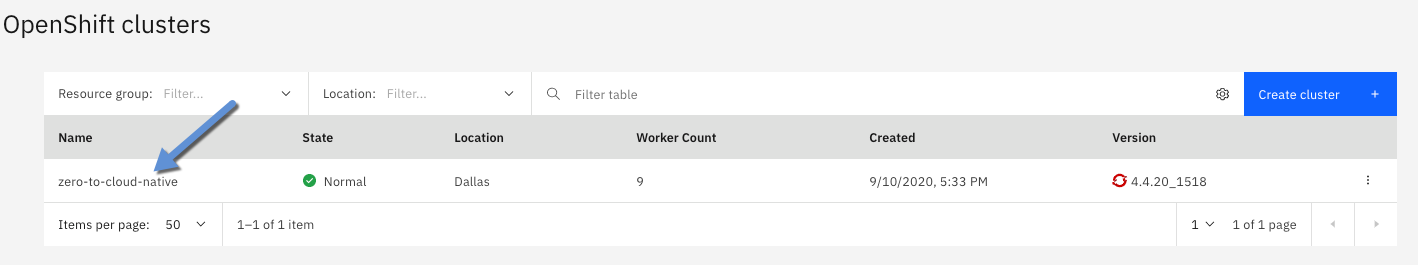 OpenShift clusters
Resource group: Filter... Location: Filter... Filter table Create cluster +
Name State Location Worker Count Created Version
zero-to-cloud-native Normal Dallas 9 9/10/2020, 5:33 PM 4.4.20_1518
Items per page: 50 1–1 of 1 item 1 1 of 1 page